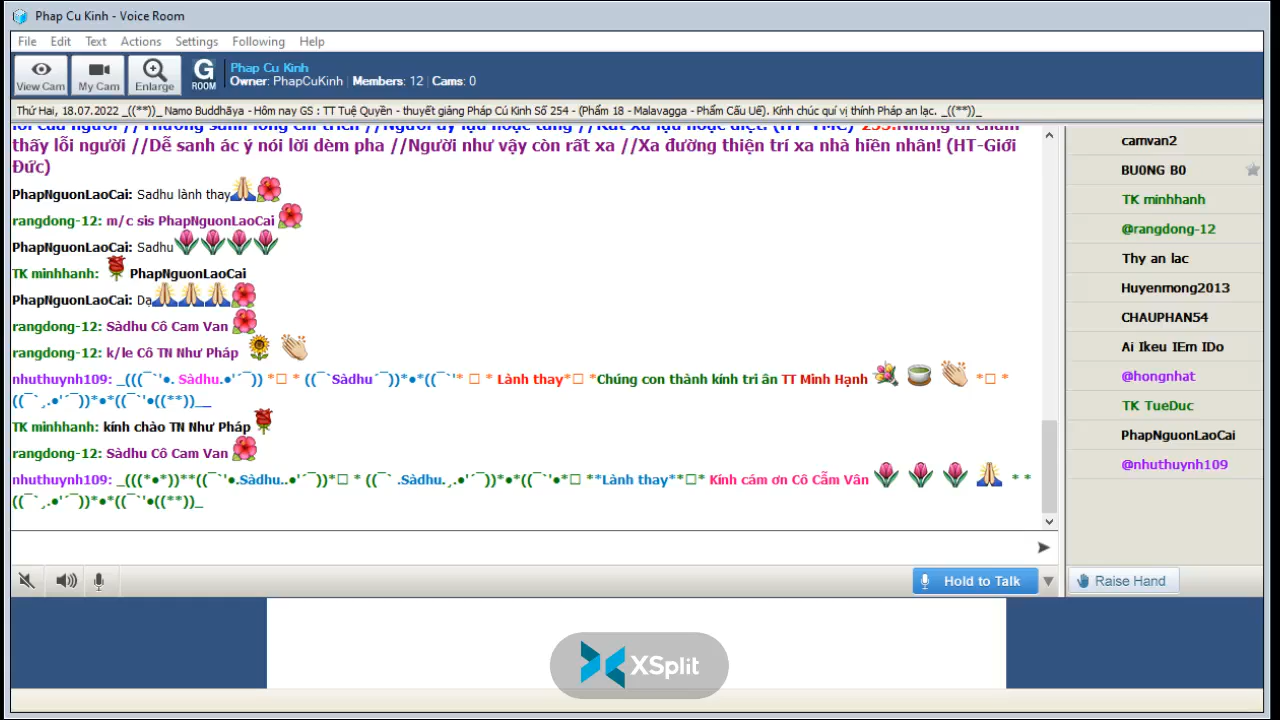 Phap Cu Kinh - Voice Room
File Edit Text Actions Settings Following Help
View Cam My Cam Enlarge G ROOM
Phap Cu Kinh
Owner: PhapCuKinh Members: 12 Cams: 0
Thứ Hai, 18.07.2022 _((**))_ Namo Buddhãya - Hôm nay GS : TT Tuệ Quyền - thuyết giảng Pháp Cú Kinh Số 254 - (Phẩm 18 - Malavagga - Phẩm Cấu Uế). Kính chúc quí vị thính Pháp an lạc. _((**))_
thấy lỗi người //Dễ sanh ác ý nói lời dèm pha //Người như vậy còn rất xa //Xa đường thiện trí xa nhà hiền nhân! (HT-Giới
Đức)
PhapNguonLaoCai: Sadhu lành thay
rangdong-12: m/c sis PhapNguonLaoCai
PhapNguonLaoCai: Sadhu
TK minhhanh: PhapNguonLaoCai
PhapNguonLaoCai: Dạ
rangdong-12: Sàdhu Cô Cam Van
rangdong-12: k/le Cô TN Như Pháp
nhuthuynh109: _(((¯`'•. Sàdhu.•'´¯)) *□ * ((¯`Sàdhu´¯))*•*((¯`'* □ * Lành thay*□ *Chúng con thành kính tri ân TT Minh Hạnh *□ *
((¯`¸.•'´¯))*•*((¯`'•((**))__
TK minhhanh: kính chào TN Như Pháp
rangdong-12: Sàdhu Cô Cam Van
nhuthuynh109: _(((*•*))**((¯`'•.Sàdhu..•'´¯))*□ * ((¯ .Sàdhu.¸.•'´¯))*•*((¯`'•*□ **Lành thay**□* Kính cám ơn Cô Cẫm Vân * *
((¯`¸.•'´¯))*•*((¯`'•((**))_
Hold to Talk
camvan2
BU0NG B0
TK minhhanh
@rangdong-12
Thy an lac
Huyenmong2013
CHAUPHAN54
Ai Ikeu IEm IDo
@hongnhat
TK TueDuc
PhapNguonLaoCai
@nhuthuynh109
Raise Hand
XSplit